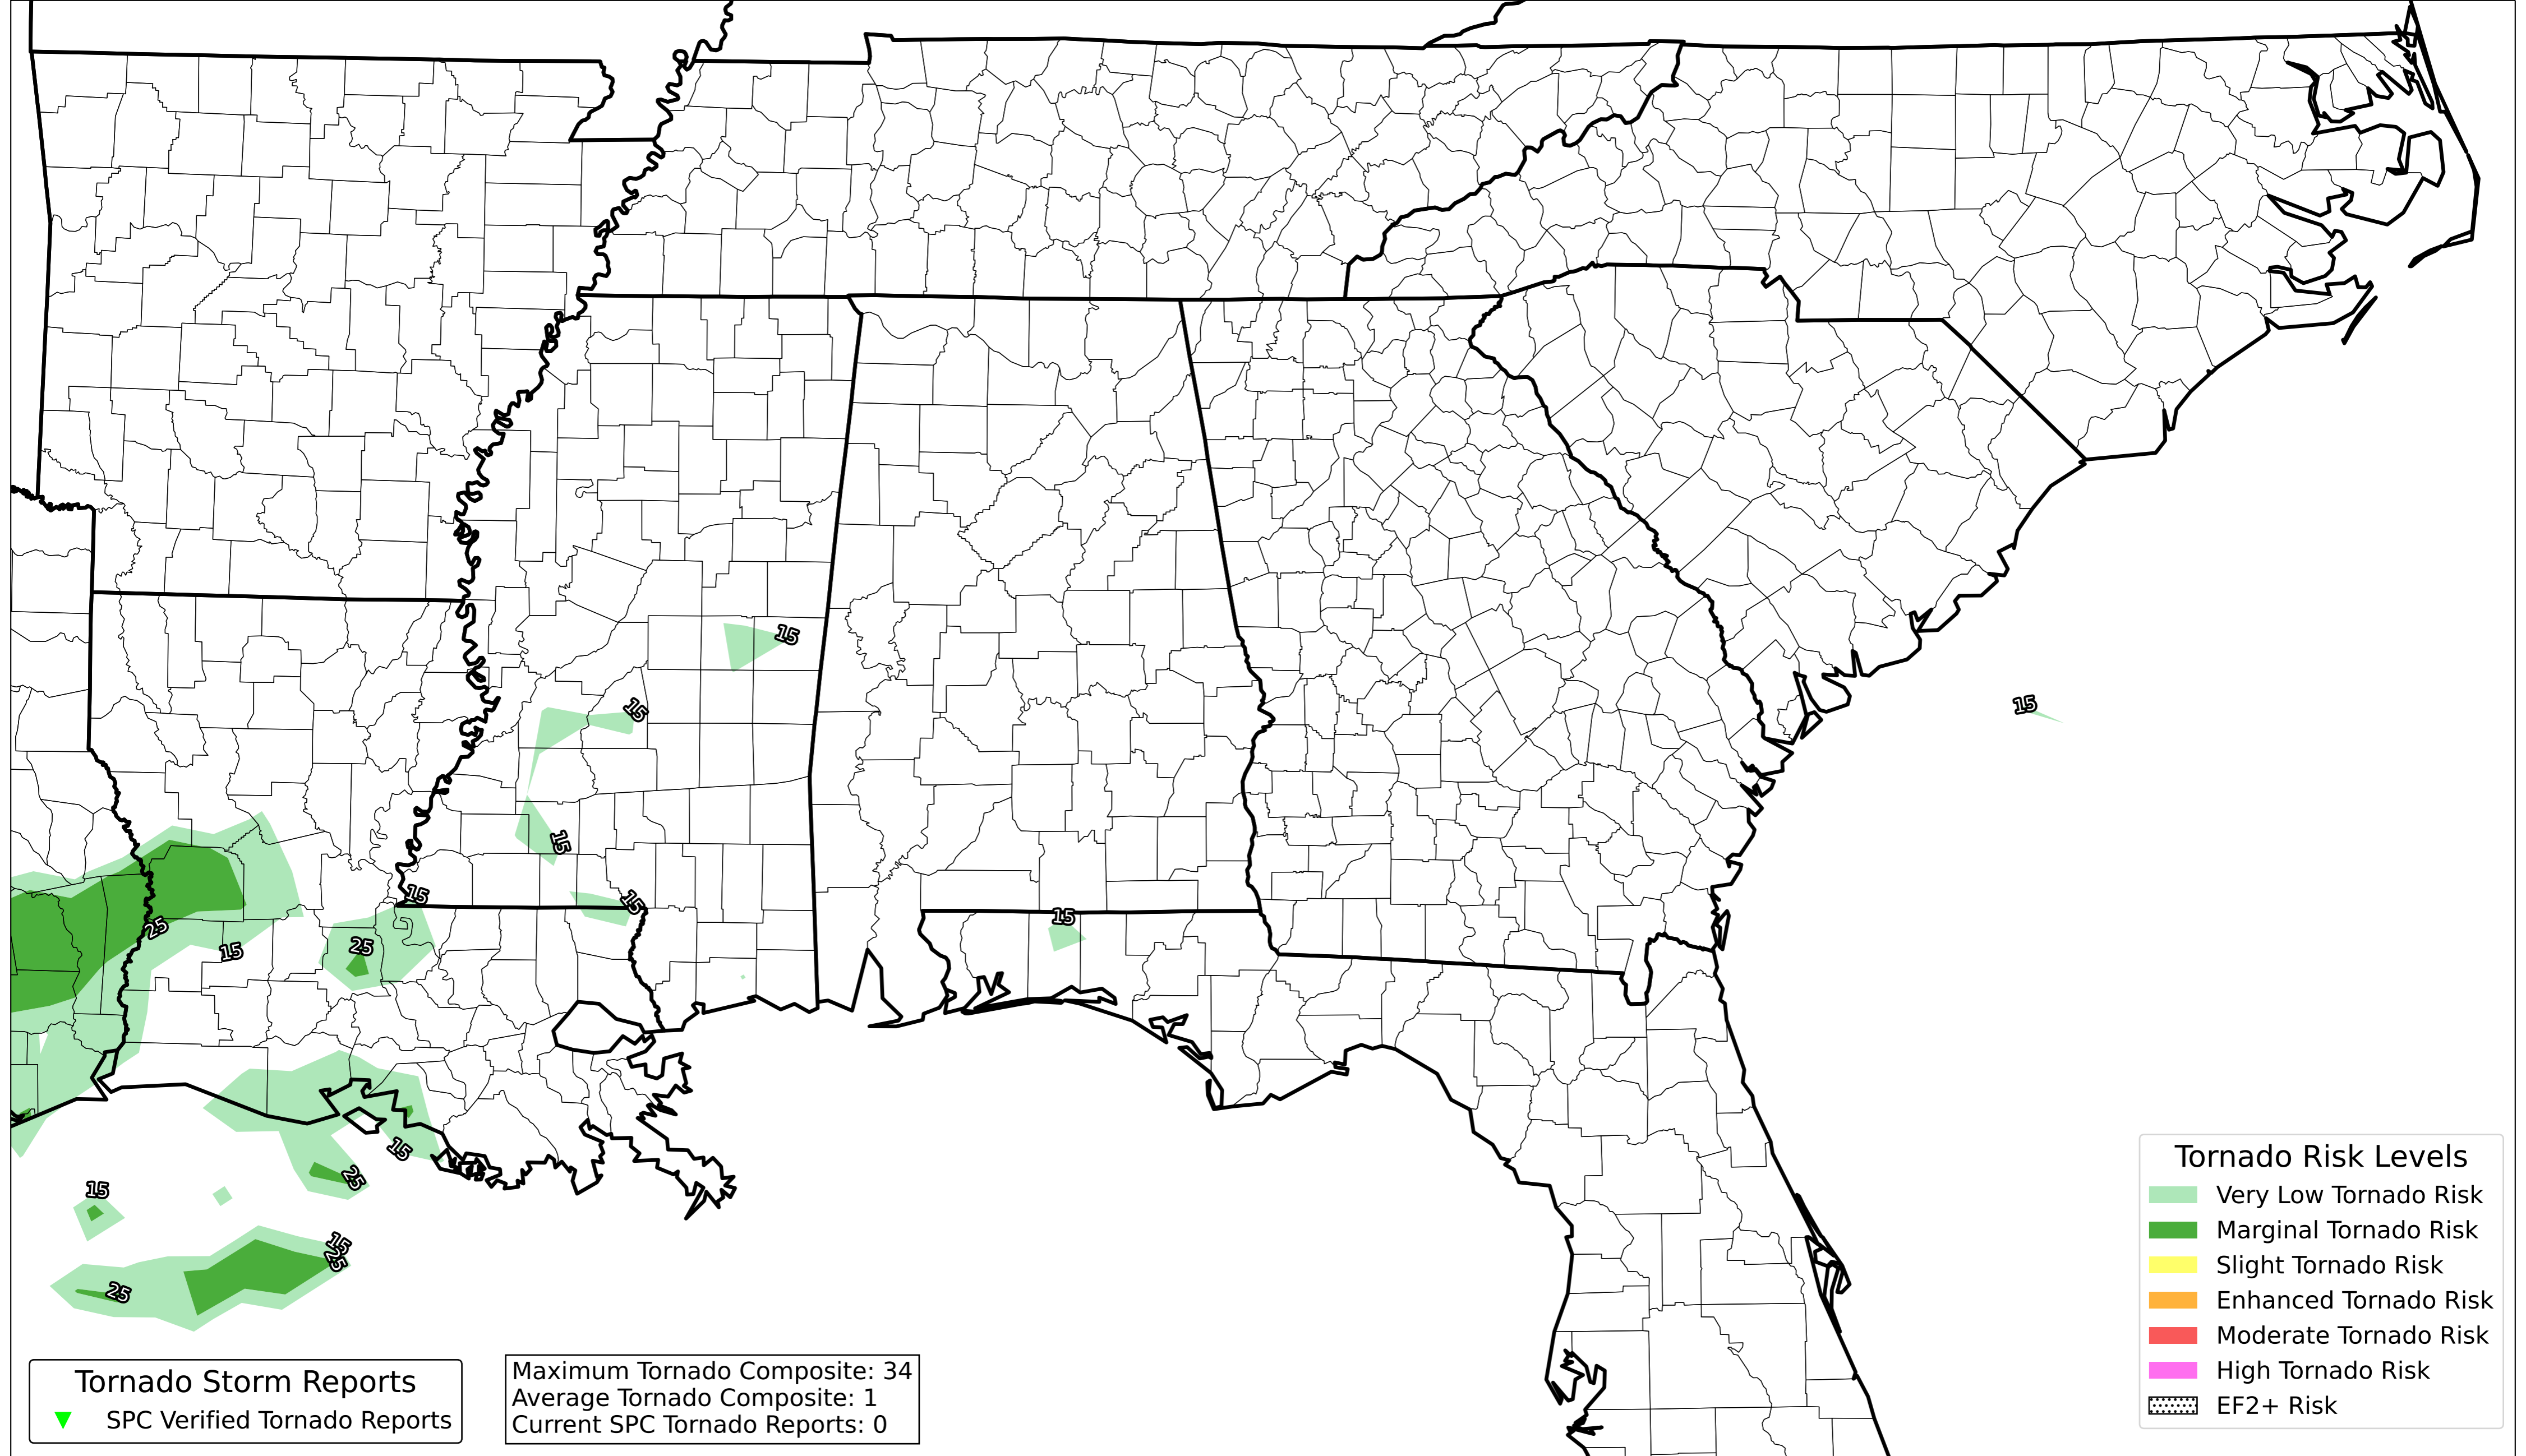 15
15
15
15
15
15
15
25
15
25
15
25
15
15
25
25
15
Tornado Storm Reports
SPC Verified Tornado Reports
Maximum Tornado Composite: 34
Average Tornado Composite: 1
Current SPC Tornado Reports: 0
Tornado Risk Levels
Very Low Tornado Risk
Marginal Tornado Risk
Slight Tornado Risk
Enhanced Tornado Risk
Moderate Tornado Risk
High Tornado Risk
EF2+ Risk